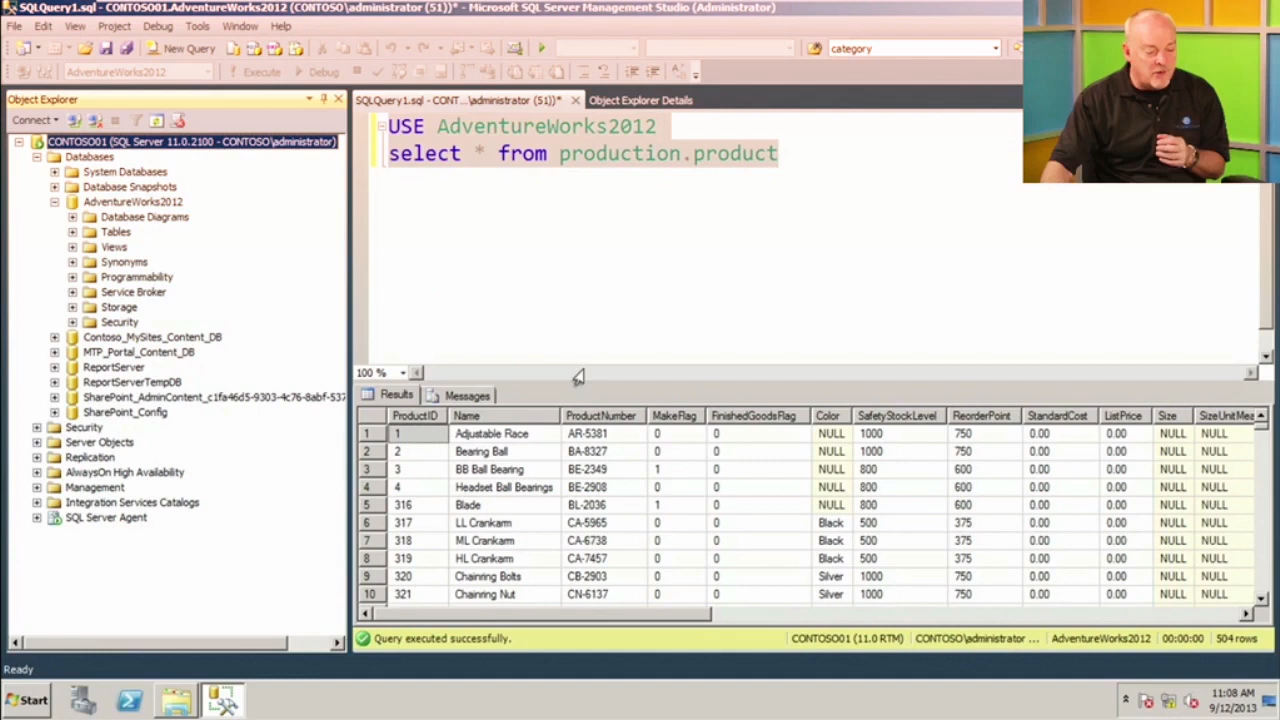 SQLQuery1.sql - CONTOSO01.AdventureWorks2012 (CONTOSO\administrator (51))* - Microsoft SQL Server Management Studio (Administrator)
File Edit View Project Debug Tools Window Help
New Query category
AdventureWorks2012 Execute Debug
Object Explorer
SQLQuery1.sql - CONT...\administrator (51))* Object Explorer Details
Connect
USE AdventureWorks2012
select * from production.product
CONTOSO01 (SQL Server 11.0.2100 - CONTOSO\administrator)
Databases
System Databases
Database Snapshots
AdventureWorks2012
Database Diagrams
Tables
Views
Synonyms
Programmability
Service Broker
Storage
Security
Contoso_MySites_Content_DB
MTP_Portal_Content_DB
ReportServer
ReportServerTempDB
SharePoint_AdminContent_c1fa46d5-9303-4c76-8abf-537
SharePoint_Config
Security
Server Objects
Replication
AlwaysOn High Availability
Management
Integration Services Catalogs
SQL Server Agent
100 %
Results Messages
ProductID Name ProductNumber MakeFlag FinishedGoodsFlag Color SafetyStockLevel ReorderPoint StandardCost ListPrice Size SizeUnitMea
1 1 Adjustable Race AR-5381 0 0 NULL 1000 750 0.00 0.00 NULL NULL
2 2 Bearing Ball BA-8327 0 0 NULL 1000 750 0.00 0.00 NULL NULL
3 3 BB Ball Bearing BE-2349 1 0 NULL 800 600 0.00 0.00 NULL NULL
4 4 Headset Ball Bearings BE-2908 0 0 NULL 800 600 0.00 0.00 NULL NULL
5 316 Blade BL-2036 1 0 NULL 800 600 0.00 0.00 NULL NULL
6 317 LL Crankarm CA-5965 0 0 Black 500 375 0.00 0.00 NULL NULL
7 318 ML Crankarm CA-6738 0 0 Black 500 375 0.00 0.00 NULL NULL
8 319 HL Crankarm CA-7457 0 0 Black 500 375 0.00 0.00 NULL NULL
9 320 Chainring Bolts CB-2903 0 0 Silver 1000 750 0.00 0.00 NULL NULL
10 321 Chainring Nut CN-6137 0 0 Silver 1000 750 0.00 0.00 NULL NULL
Query executed successfully. CONTOSO01 (11.0 RTM) CONTOSO\administrator ... AdventureWorks2012 00:00:00 504 rows
Ready
Start 11:08 AM
9/12/2013